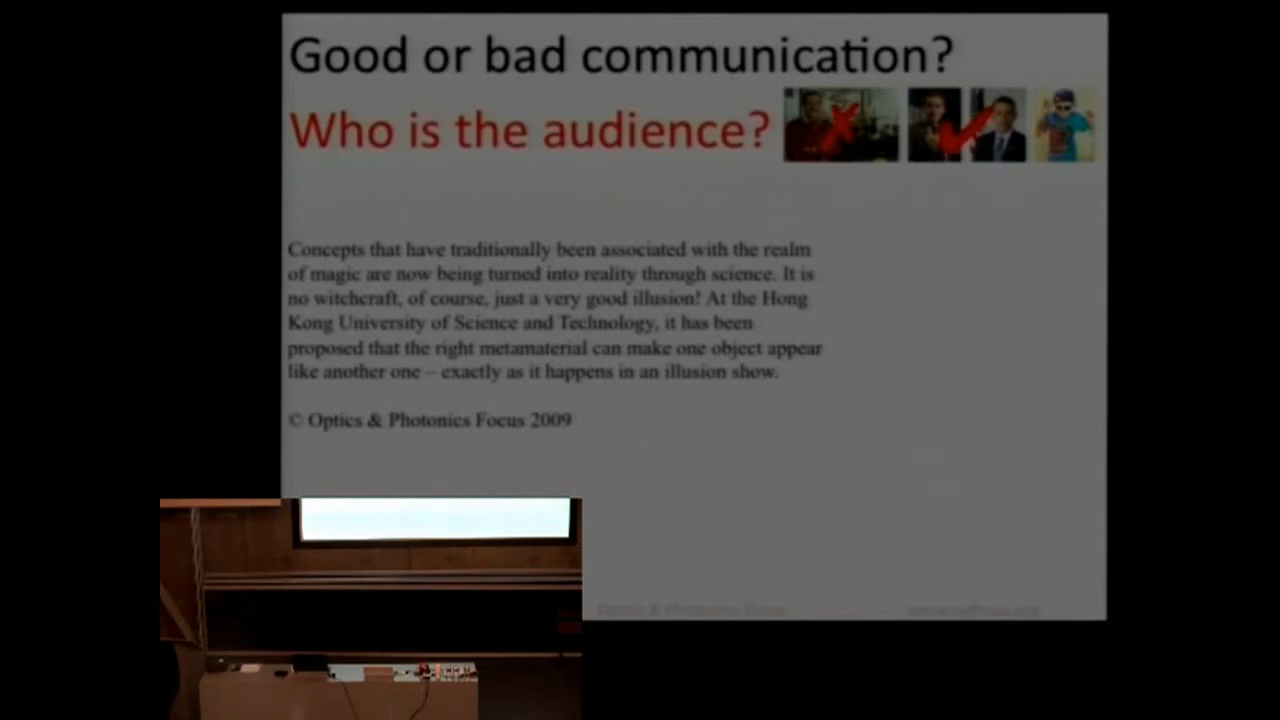 Good or bad communication?
Who is the audience?
Concepts that have traditionally been associated with the realm
of magic are now being turned into reality through science. It is
no witchcraft, of course, just a very good illusion! At the Hong
Kong University of Science and Technology, it has been
proposed that the right metamaterial can make one object appear
like another one – exactly as it happens in an illusion show.
© Optics & Photonics Focus 2009
Optics & Photonics Focus